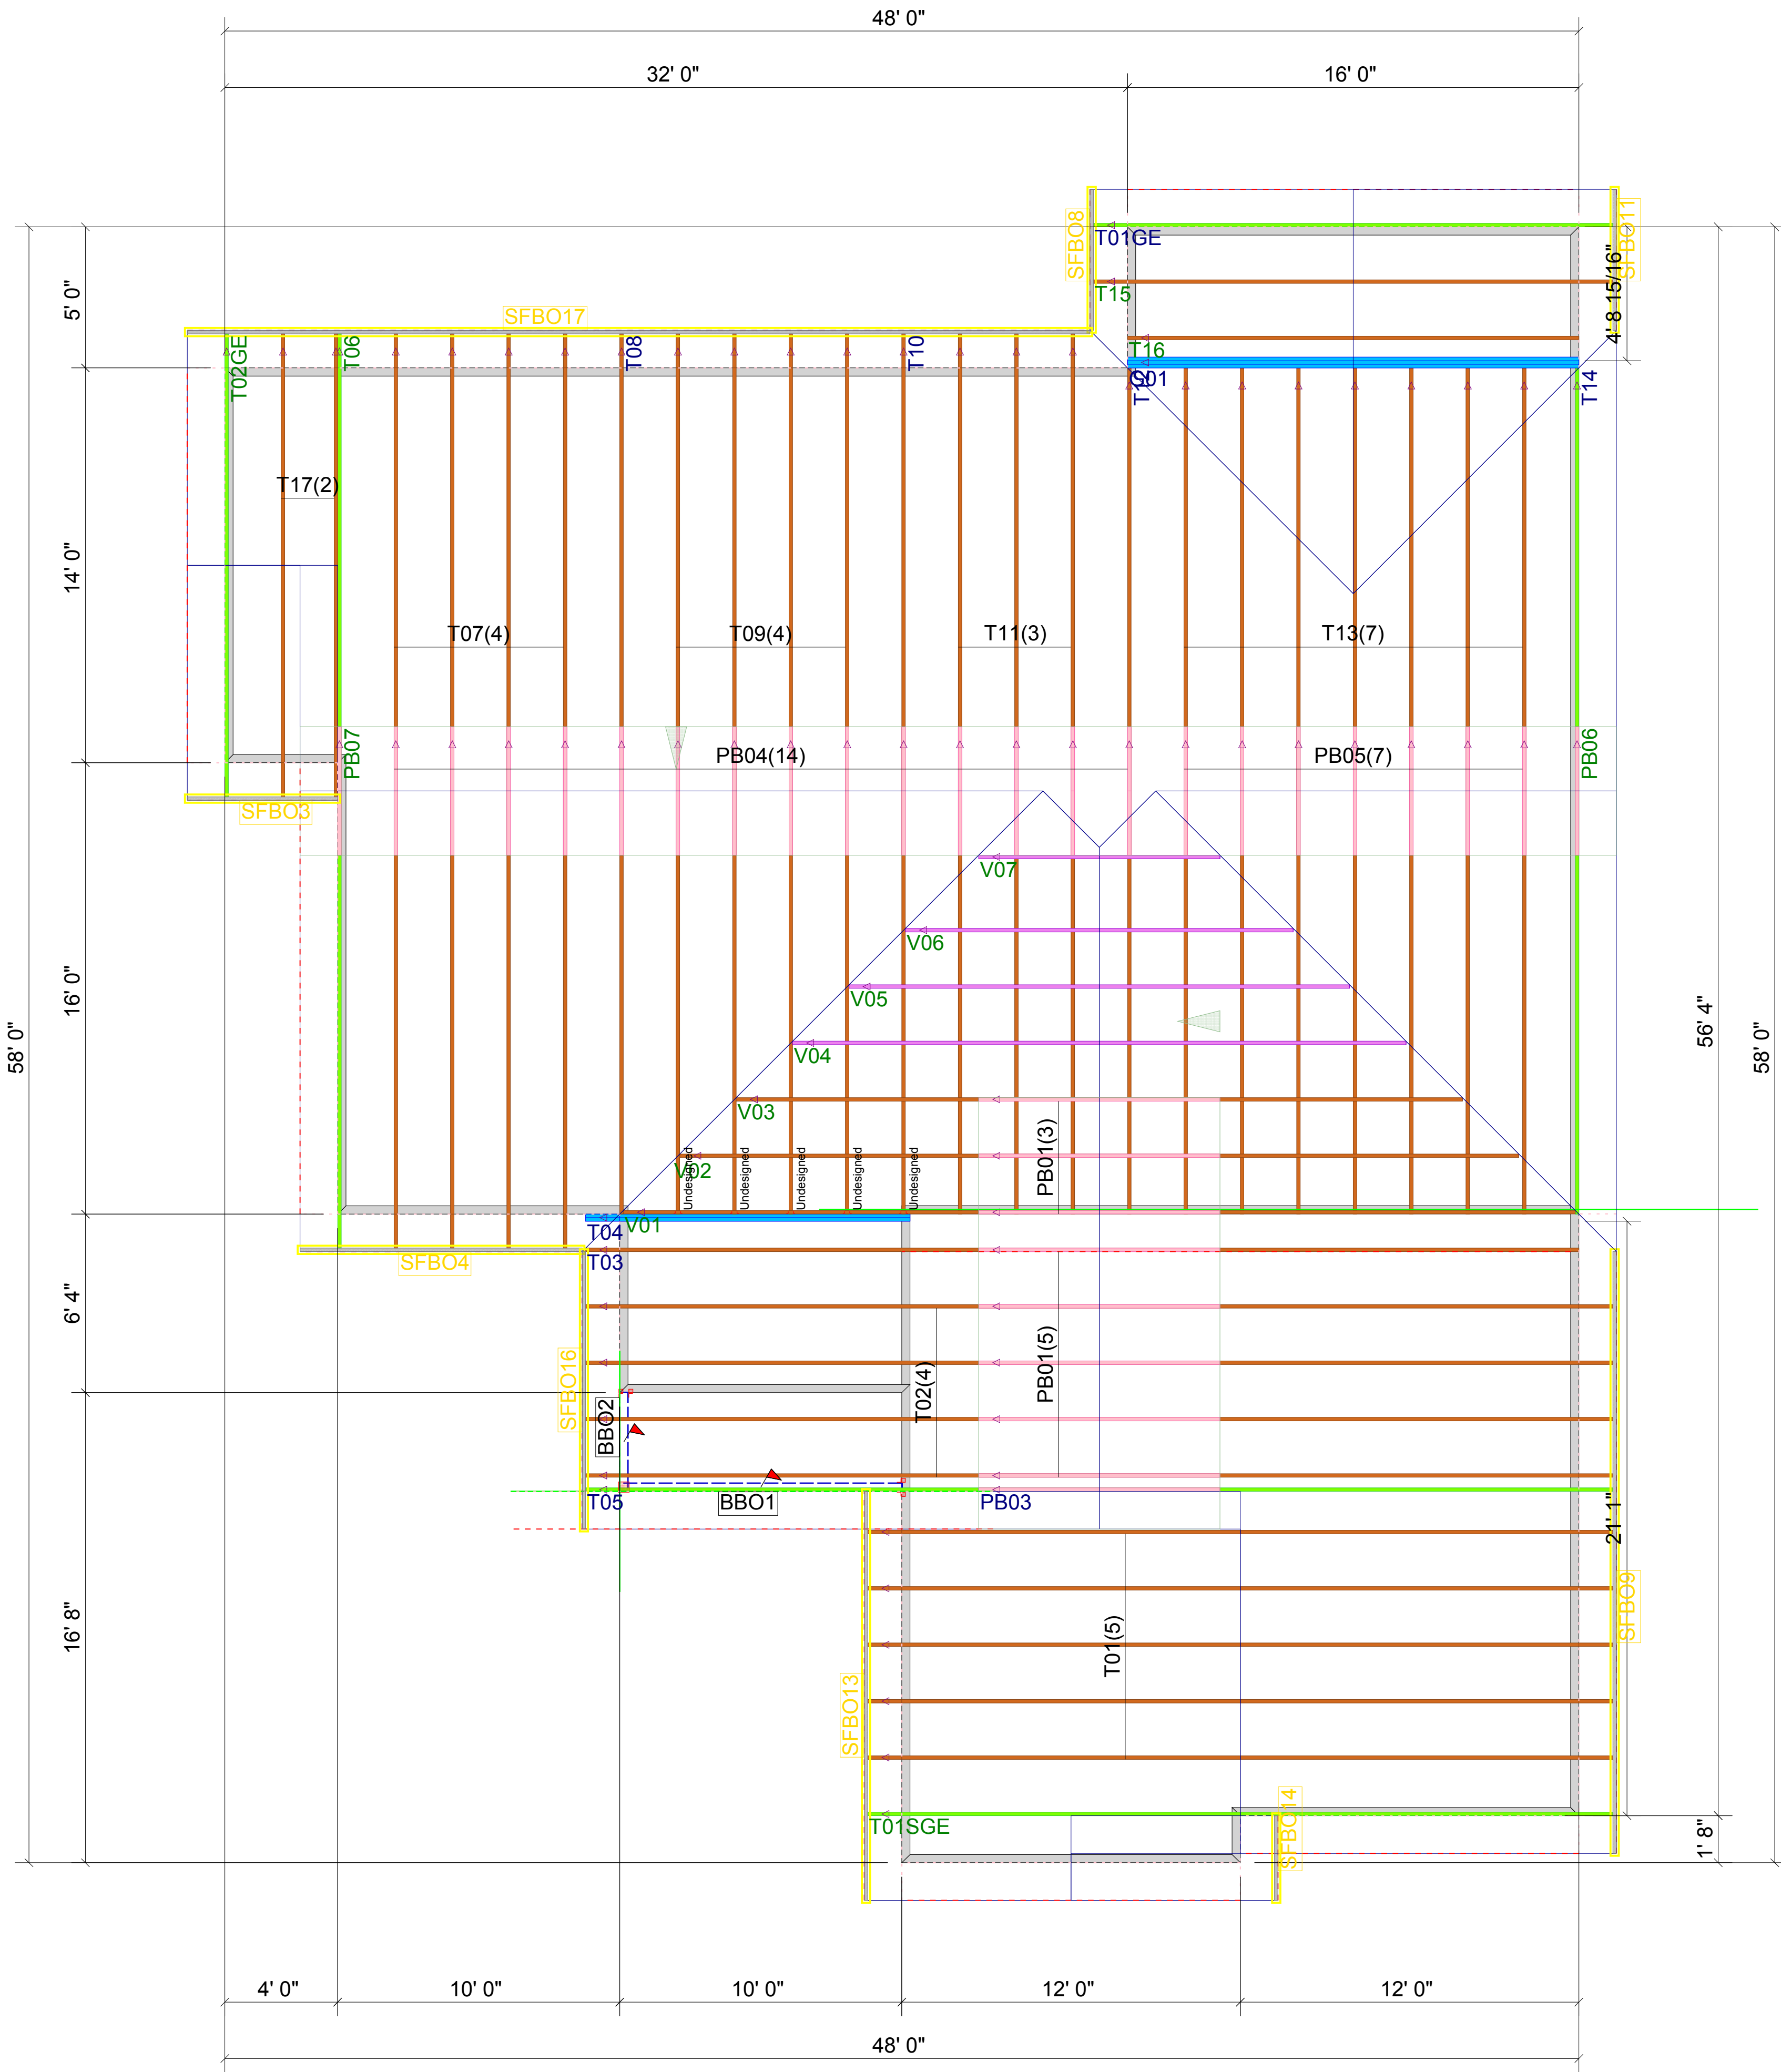 48' 0"
32' 0"
16' 0"
SFBO8
SFBO11
T01GE
4' 8 15/16"
5' 0"
T15
SFBO17
T02GE
T06
T08
T10
T16
G01
T12
T14
T17(2)
14' 0"
T07(4)
T09(4)
T11(3)
T13(7)
PB07
PB04(14)
PB05(7)
PB06
SFBO3
V07
V06
16' 0"
V05
58' 0"
56' 4"
58' 0"
V04
V03
PB01(3)
V02
Undesigned
Undesigned
Undesigned
Undesigned
Undesigned
V01
T04
T03
SFBO4
6' 4"
SFBO16
T02(4)
PB01(5)
BBO2
BBO1
T05
PB03
21' 1"
SFBO9
16' 8"
T01(5)
SFBO13
T01SGE
SFBO14
1' 8"
4' 0"
10' 0"
10' 0"
12' 0"
12' 0"
48' 0"